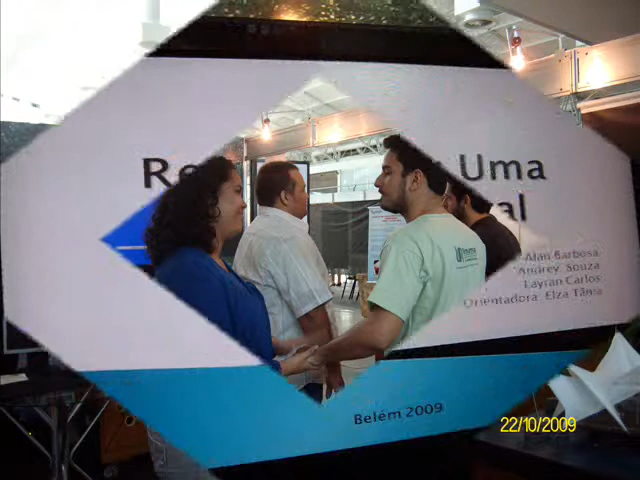 Re Uma
al
Alan Barbosa
Andrey Souza
Layran Carlos
Orientadora: Elza Tânia
Belém 2009
22/10/2009